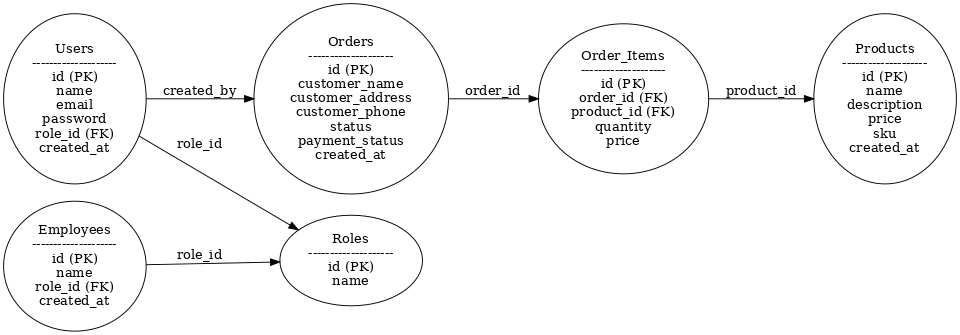 Users
--------------------
id (PK)
name
email
password
role_id (FK)
created_at
created_by
Orders
--------------------
id (PK)
customer_name
customer_address
customer_phone
status
payment_status
created_at
order_id
Order_Items
--------------------
id (PK)
order_id (FK)
product_id (FK)
quantity
price
product_id
Products
--------------------
id (PK)
name
description
price
sku
created_at
role_id
Employees
--------------------
id (PK)
name
role_id (FK)
created_at
role_id
Roles
--------------------
id (PK)
name